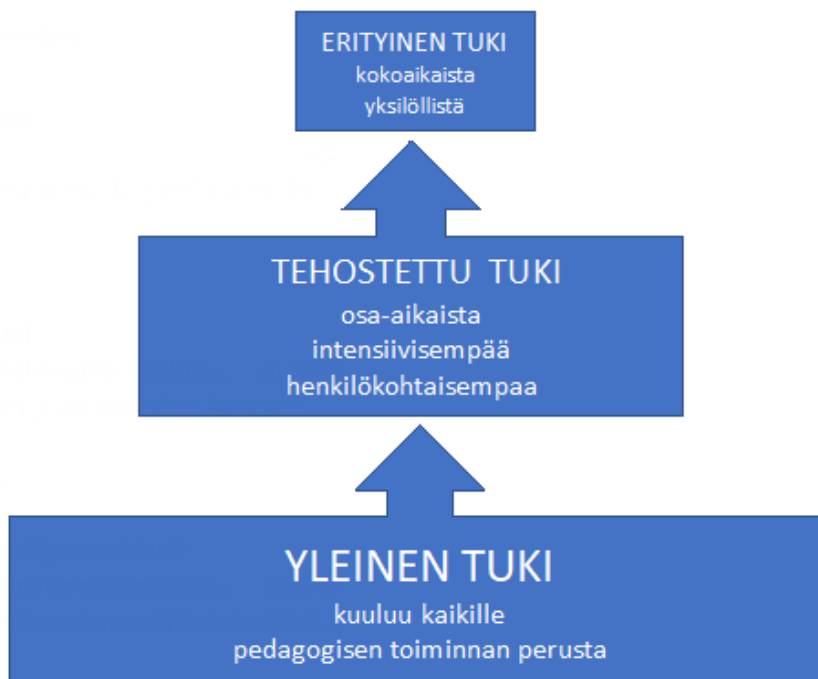 ERITYINEN TUKI
kokoaikaista
yksilöllistä
TEHOSTETTU TUKI
osa-aikaista
intensiivisempää
henkilökohtaisempaa
YLEINEN TUKI
kuuluu kaikille
pedagogisen toiminnan perusta